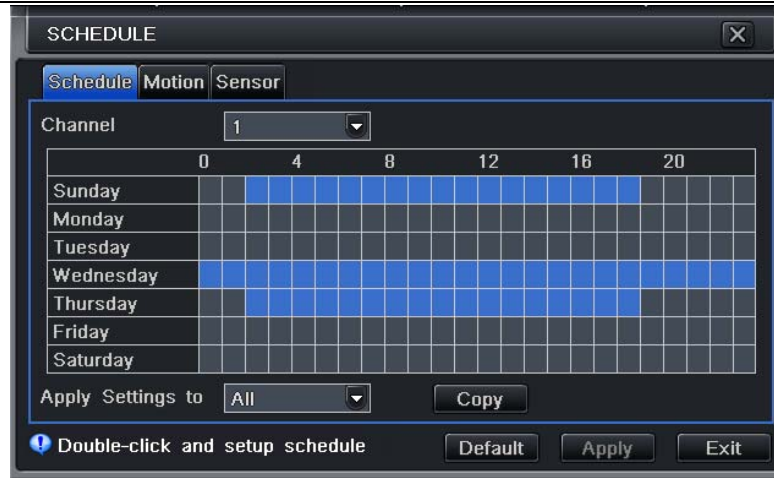 SCHEDULE
Schedule Motion Sensor
Channel 1
0 4 8 12 16 20
Sunday
Monday
Tuesday
Wednesday
Thursday
Friday
Saturday
Apply Settings to All Copy
Double-click and setup schedule Default Apply Exit